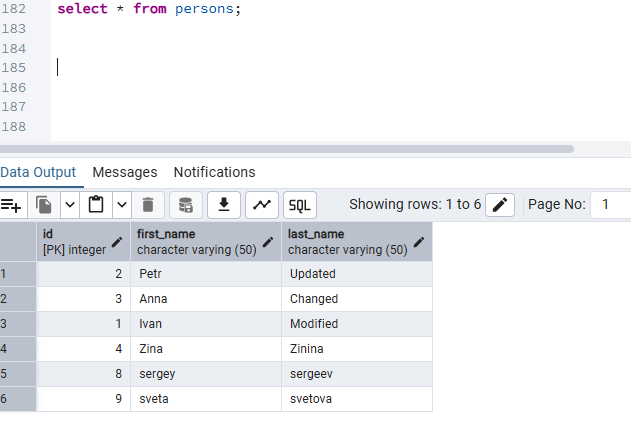 182 select * from persons;
183
184
185
186
187
188
Data Output Messages Notifications
SQL Showing rows: 1 to 6 Page No: 1
id first_name last_name
[PK] integer character varying (50) character varying (50)
1 2 Petr Updated
2 3 Anna Changed
3 1 Ivan Modified
4 4 Zina Zinina
5 8 sergey sergeev
6 9 sveta svetova